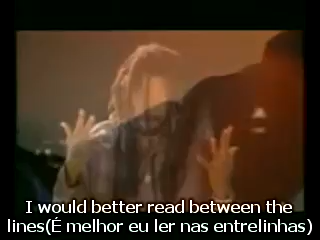 I would better read between the
lines(É melhor eu ler nas entrelinhas)